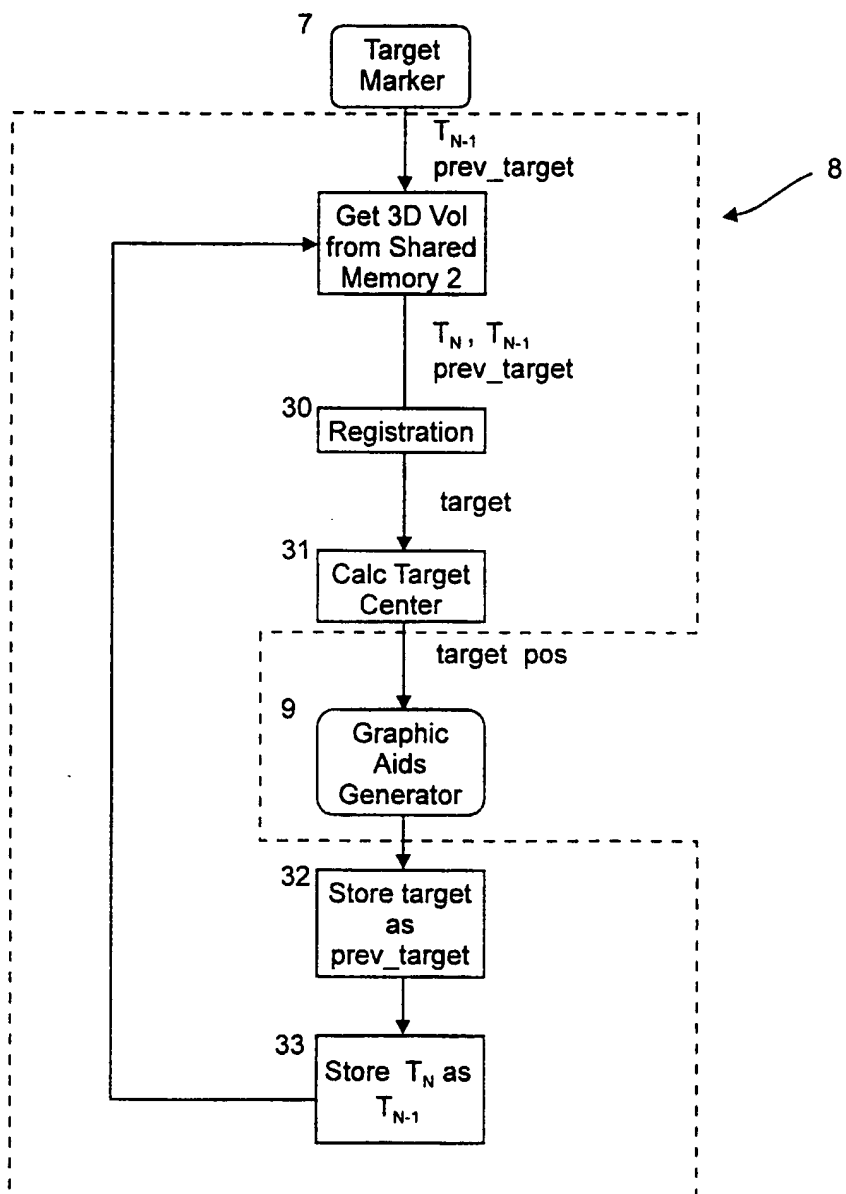 7
Target
Marker
T_{N-1}
prev_target
8
Get 3D Vol
from Shared
Memory 2
T_N , T_{N-1}
prev_target
30
Registration
target
31
Calc Target
Center
target pos
9
Graphic
Aids
Generator
32
Store target
as
prev_target
33
Store T_N as
T_{N-1}